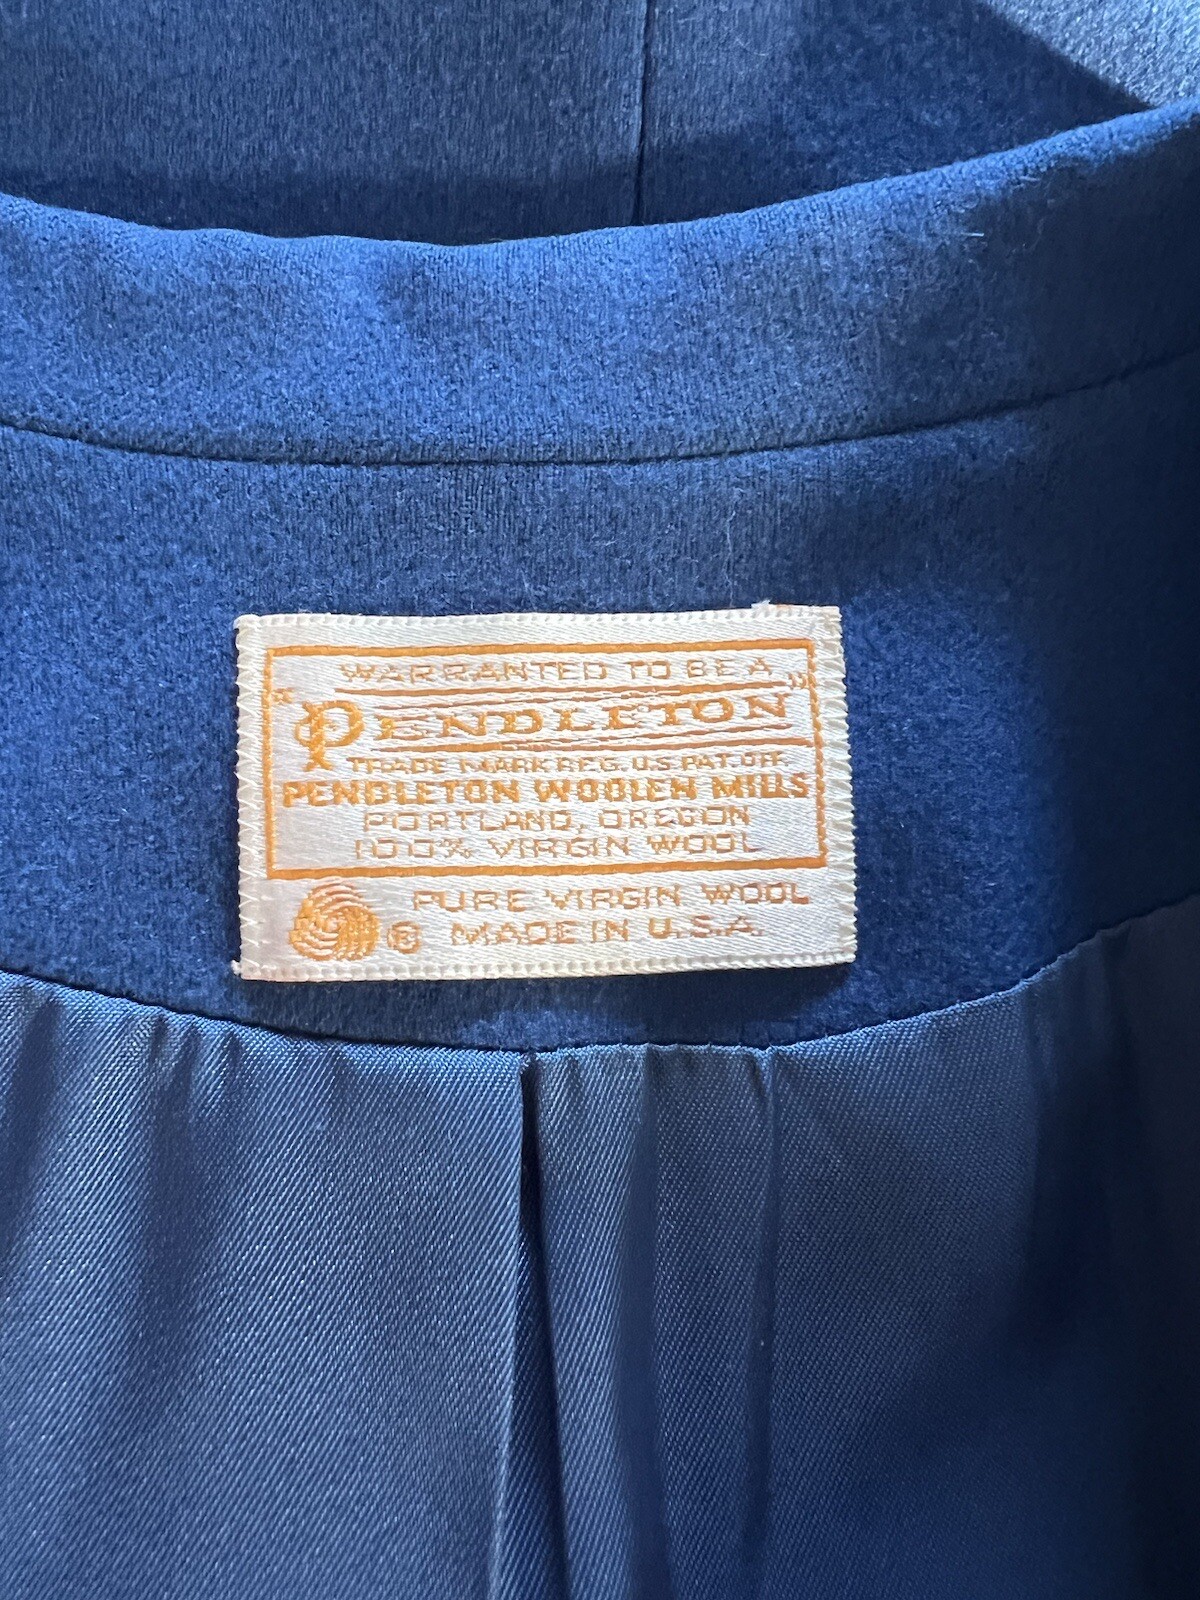 WARRANTED TO BE A
"PENDLETON"
TRADE MARK REG. U.S. PAT. OFF.
PENDLETON WOOLEN MILLS
PORTLAND, OREGON
100% VIRGIN WOOL
PURE VIRGIN WOOL
® MADE IN U.S.A.